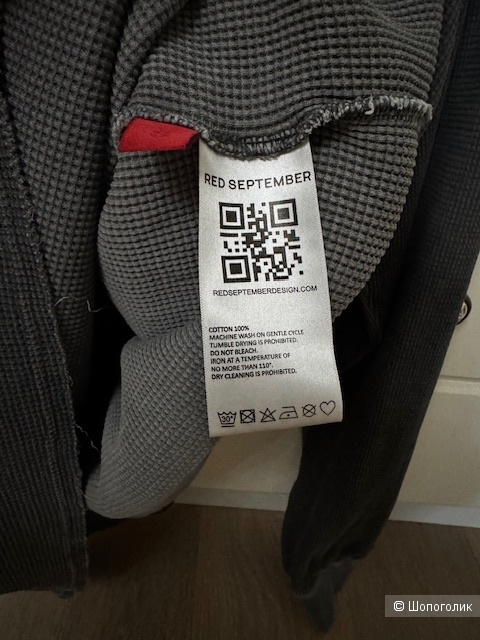 RED SEPTEMBER
REDSEPTEMBERDESIGN.COM
COTTON 100%
MACHINE WASH ON GENTLE CYCLE
TUMBLE DRYING IS PROHIBITED.
DO NOT BLEACH.
IRON AT A TEMPERATURE OF
NO MORE THAN 110°.
DRY CLEANING IS PROHIBITED.
30°
© Шопоголик